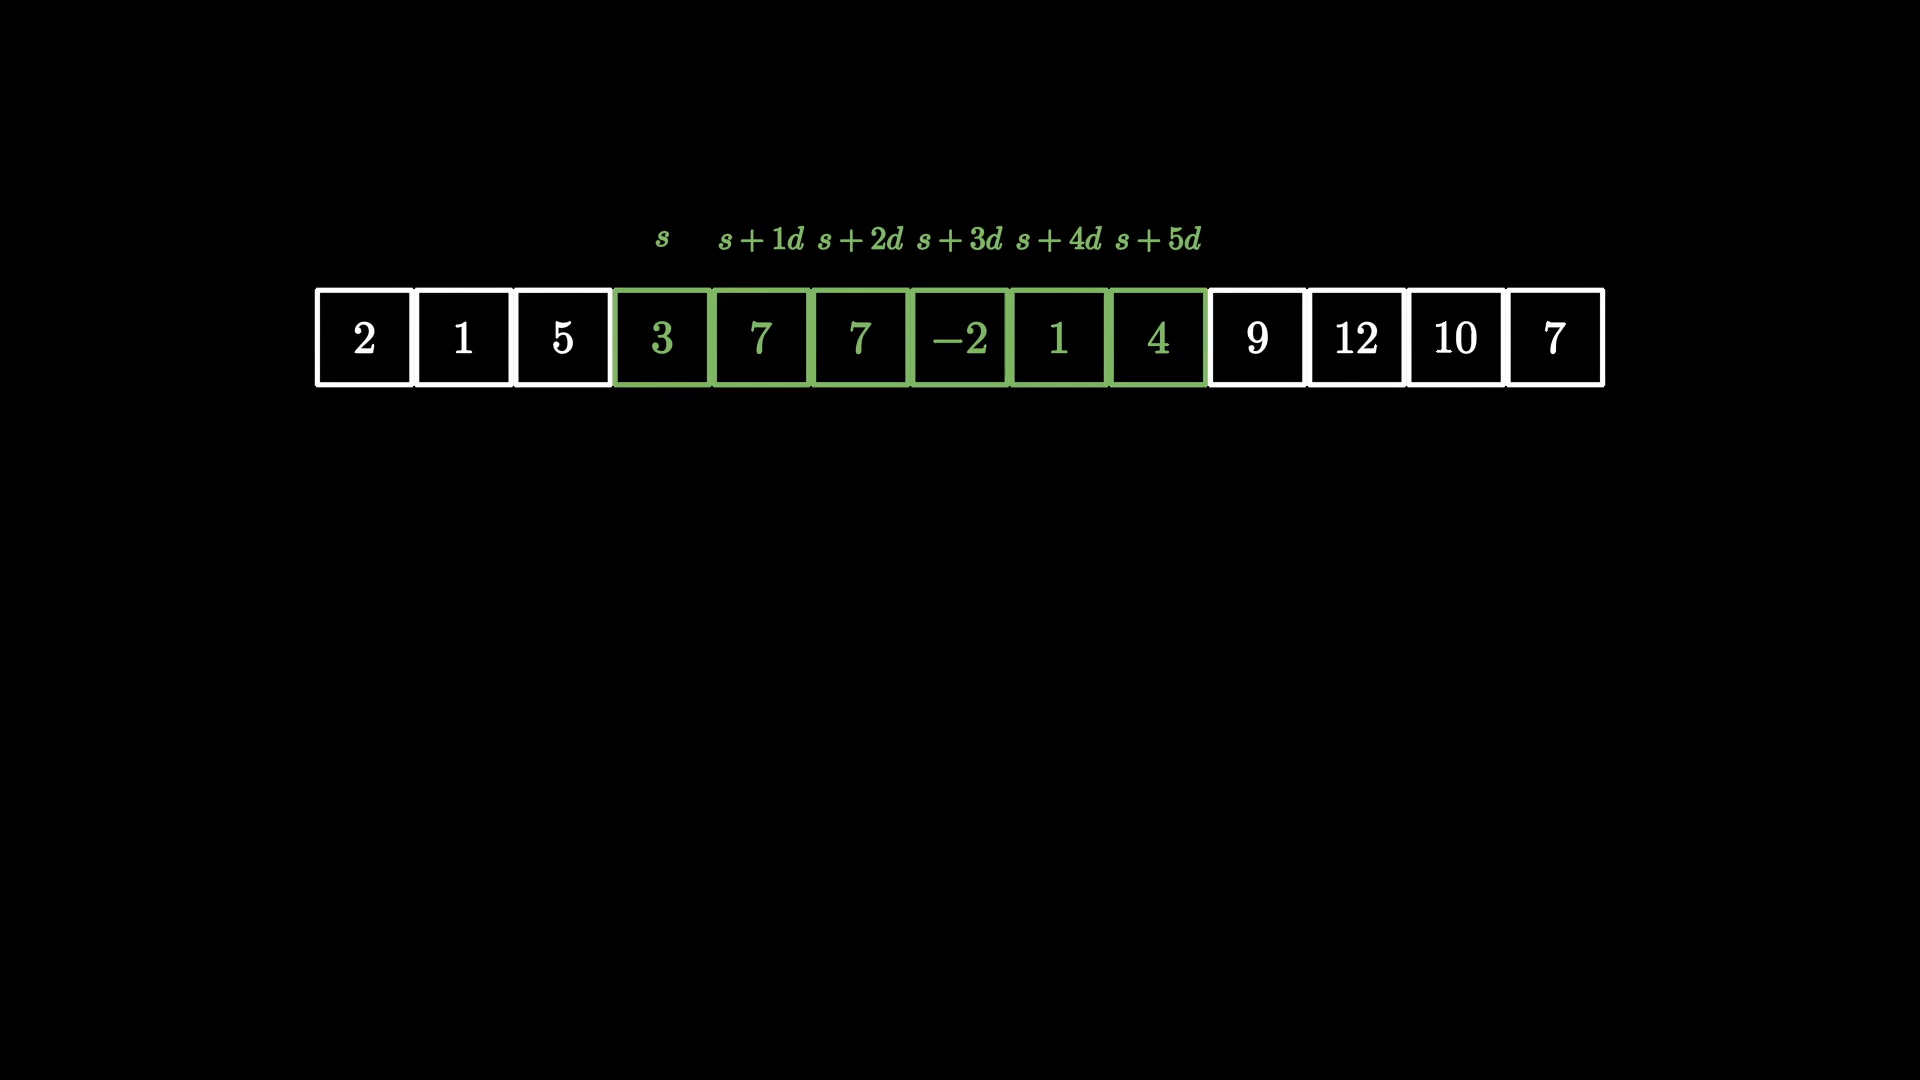 s s + 1d s + 2d s + 3d s + 4d s + 5d
2 1 5 3 7 7 −2 1 4 9 12 10 7